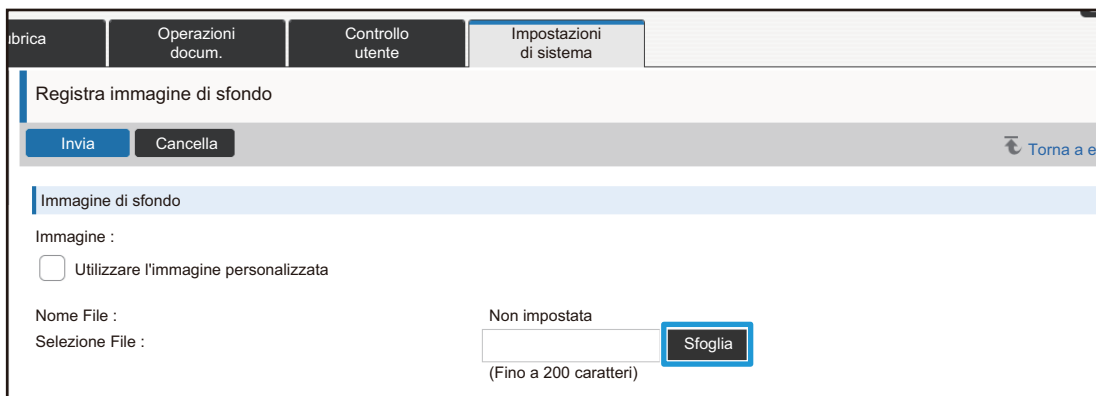 Operazioni
docum.
Controllo
utente
Impostazioni
di sistema
Registra immagine di sfondo
Invia Cancella Torna a
Immagine di sfondo
Immagine :
Utilizzare l'immagine personalizzata
Nome File : Non impostata
Selezione File : Sfoglia
(Fino a 200 caratteri)